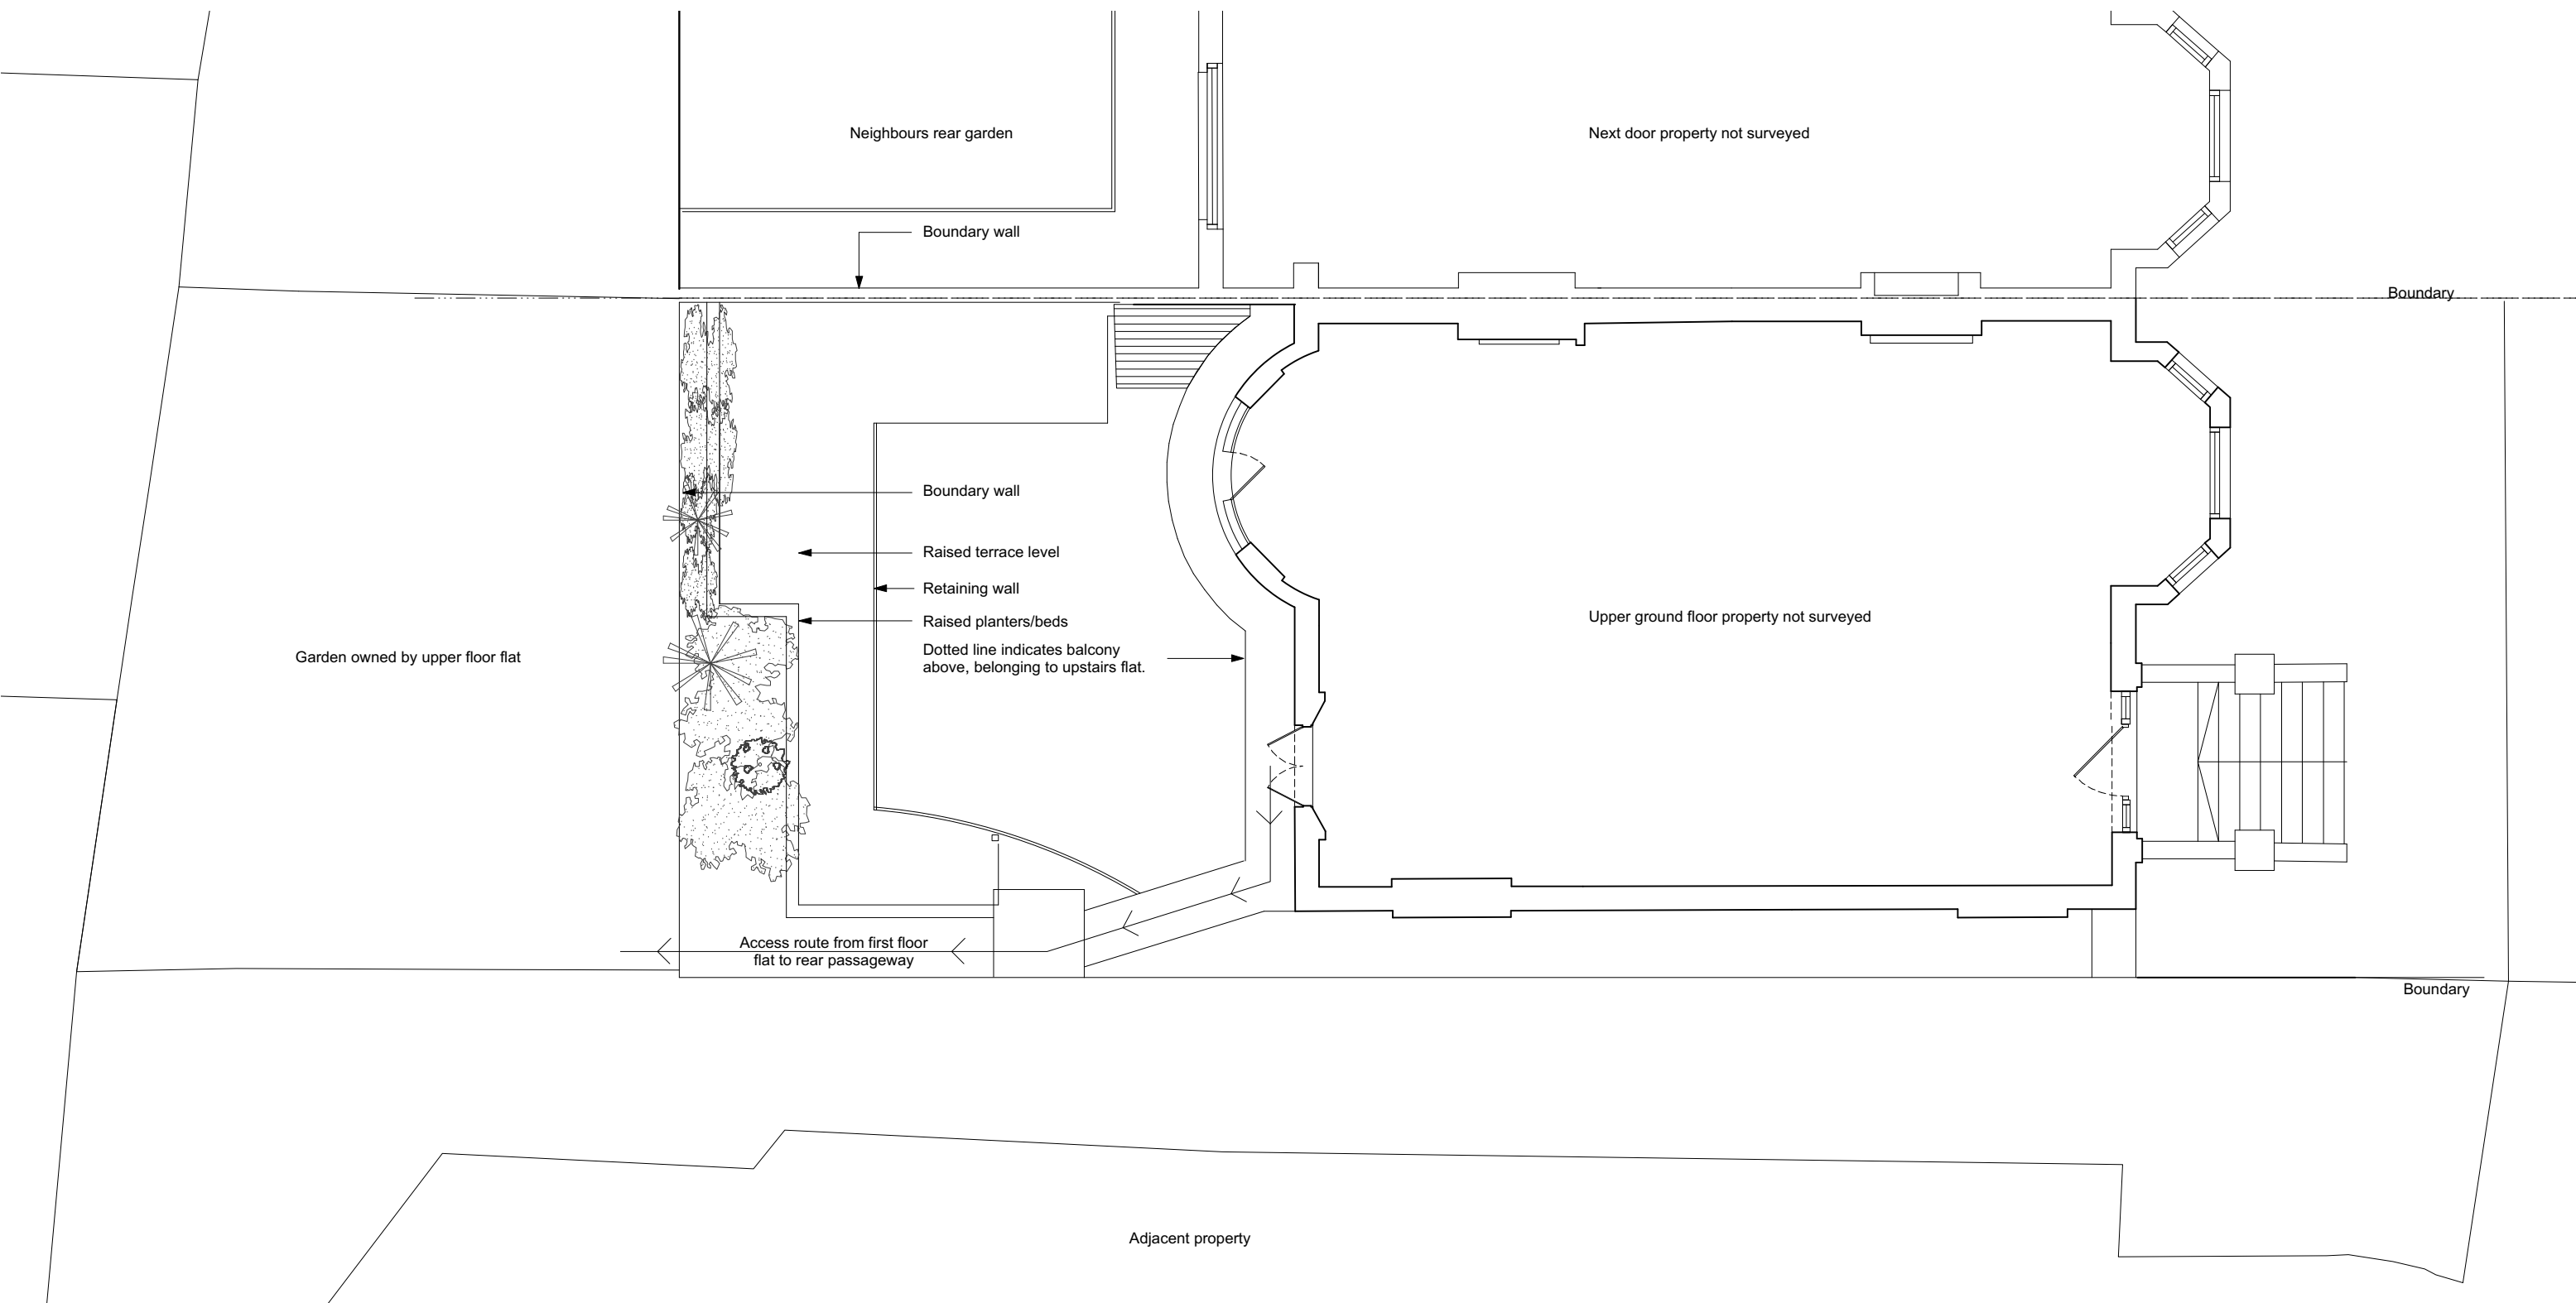 Neighbours rear garden
Next door property not surveyed
Boundary wall
Boundary
Boundary wall
Raised terrace level
Retaining wall
Raised planters/beds
Upper ground floor property not surveyed
Dotted line indicates balcony
above, belonging to upstairs flat.
Garden owned by upper floor flat
Access route from first floor
flat to rear passageway
Boundary
Adjacent property